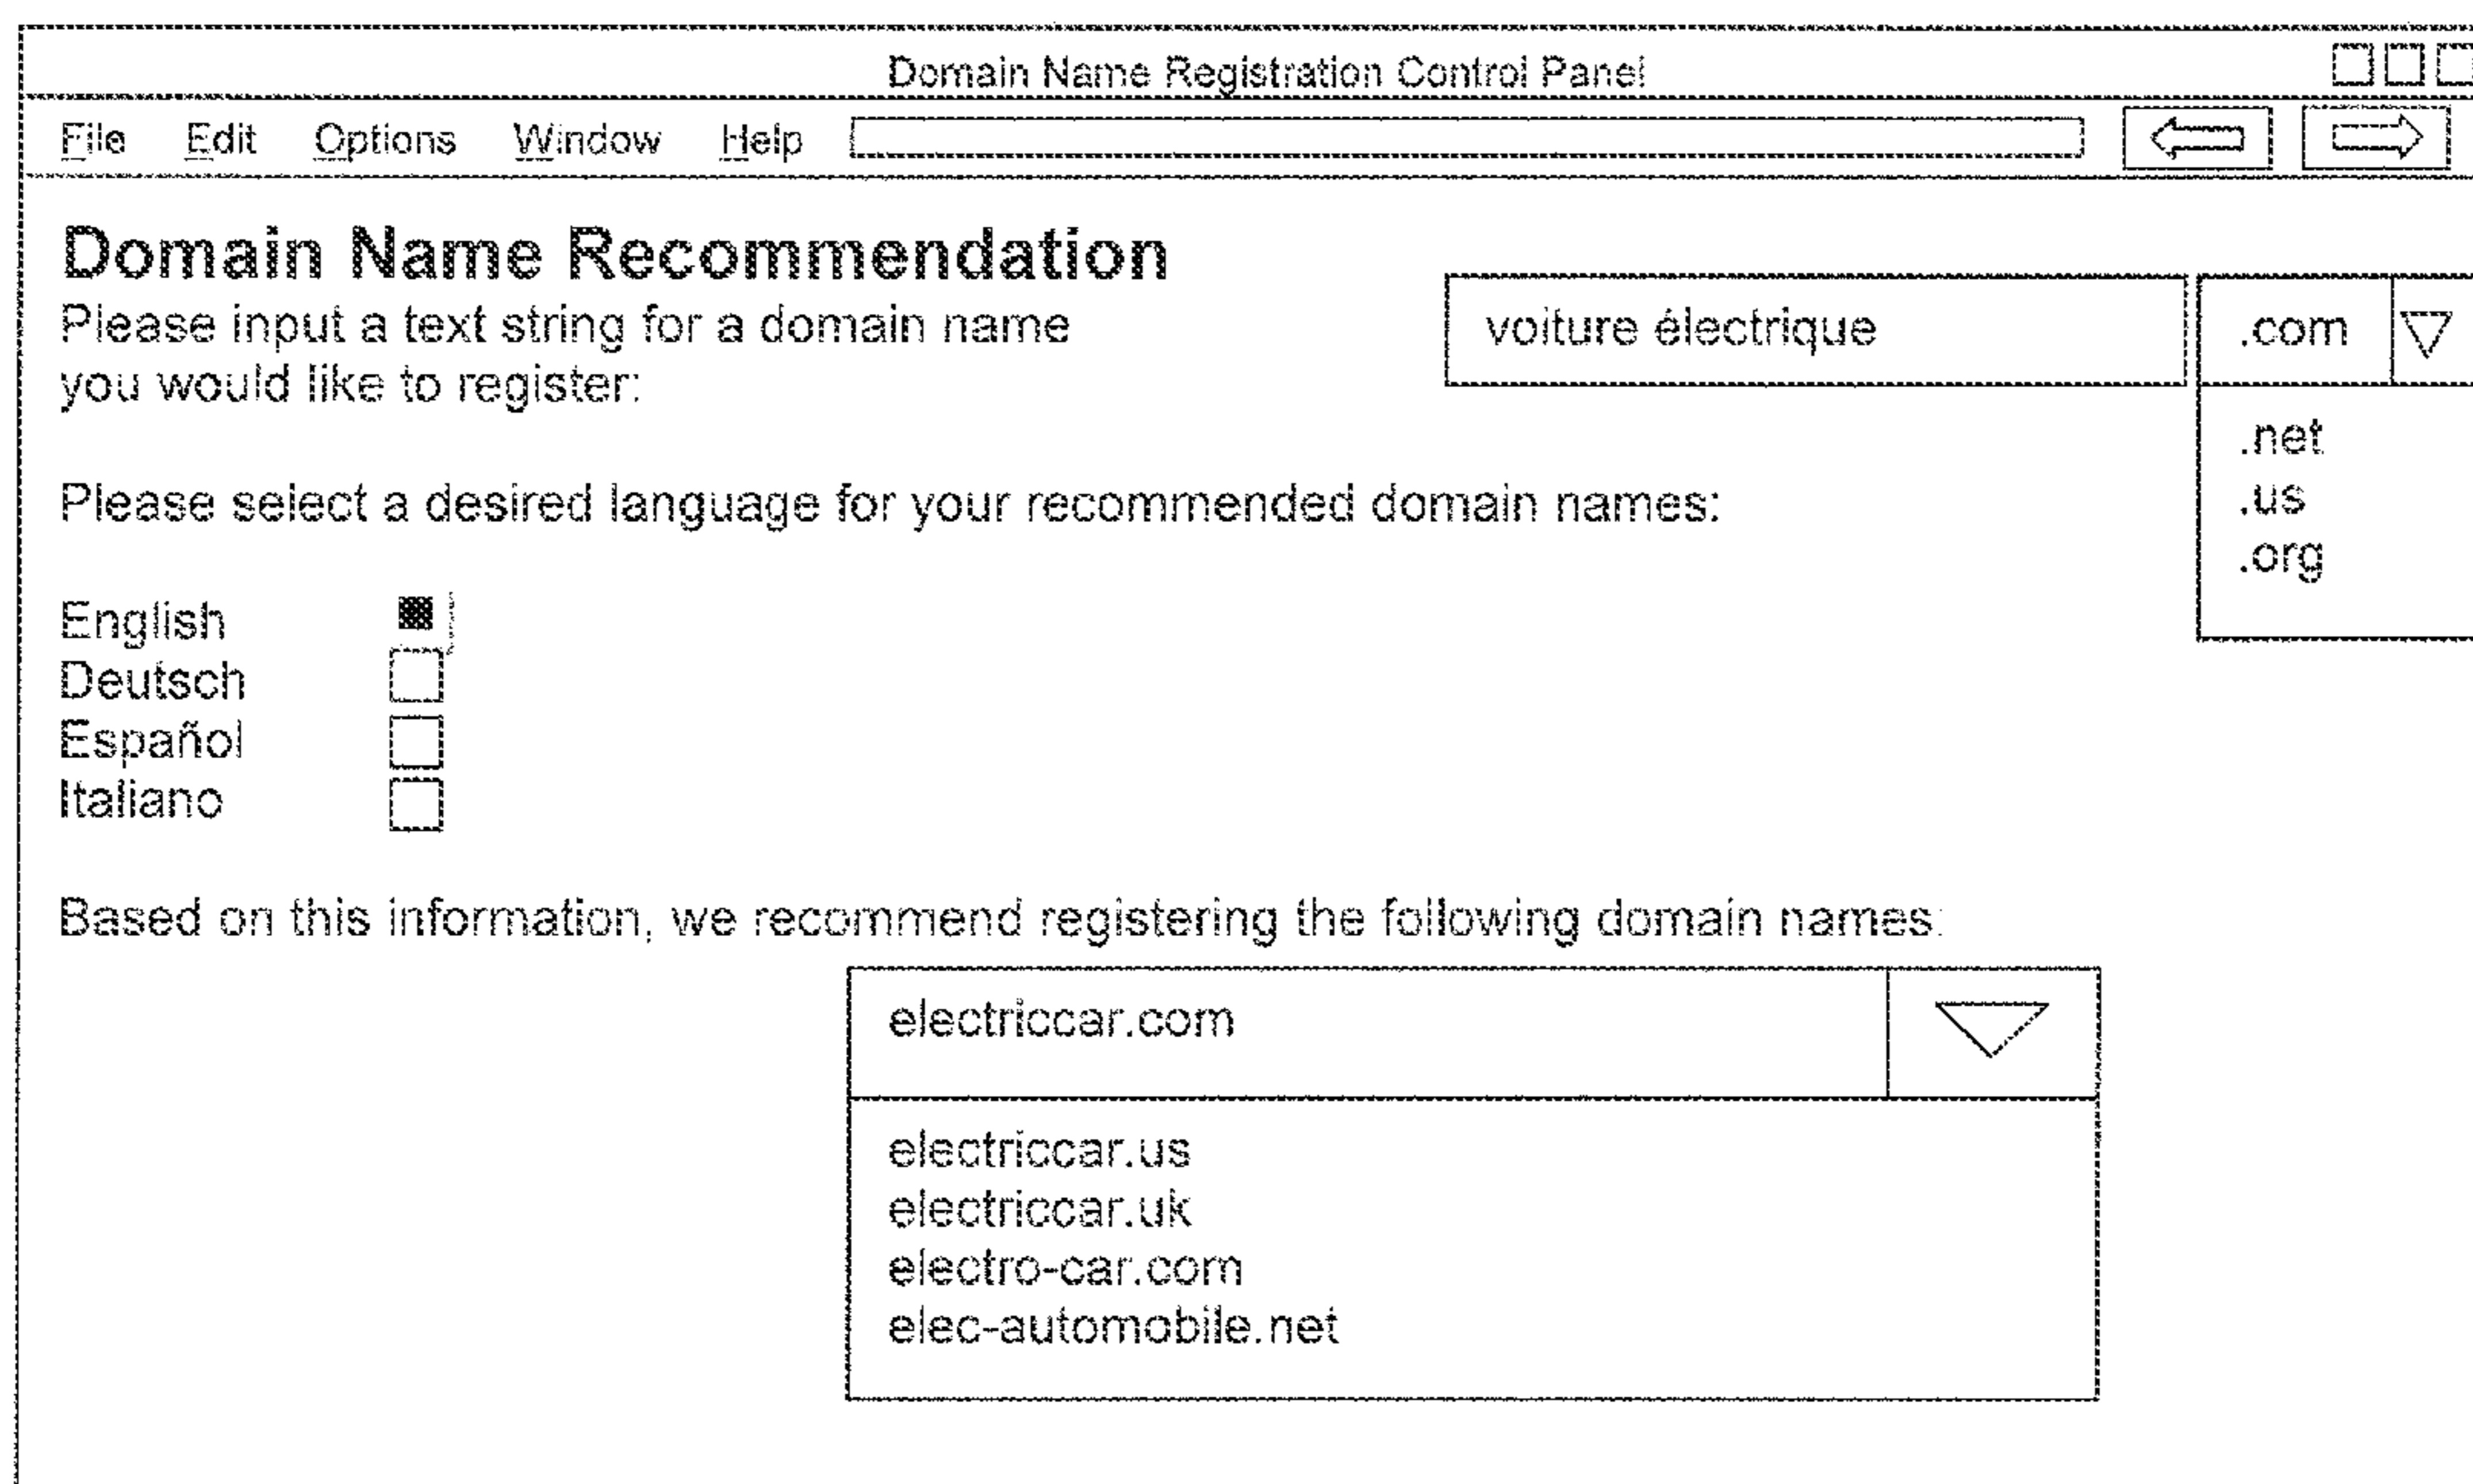 Domain Name Registration Control Panel
File Edit Options Window Help
Domain Name Recommendation
Please input a text string for a domain name
you would like to register:
voiture électrique
.com
.net
.us
.org
Please select a desired language for your recommended domain names:
English
Deutsch
Español
Italiano
Based on this information, we recommend registering the following domain names:
electriccar.com
electriccar.us
electriccar.uk
electro-car.com
elec-automobile.net